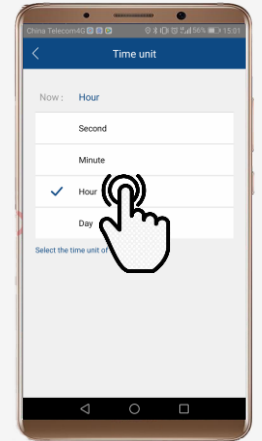 China Telecom4G 56% 15:01
Time unit
Now: Hour
Second
Minute
Hour
Day
Select the time unit of